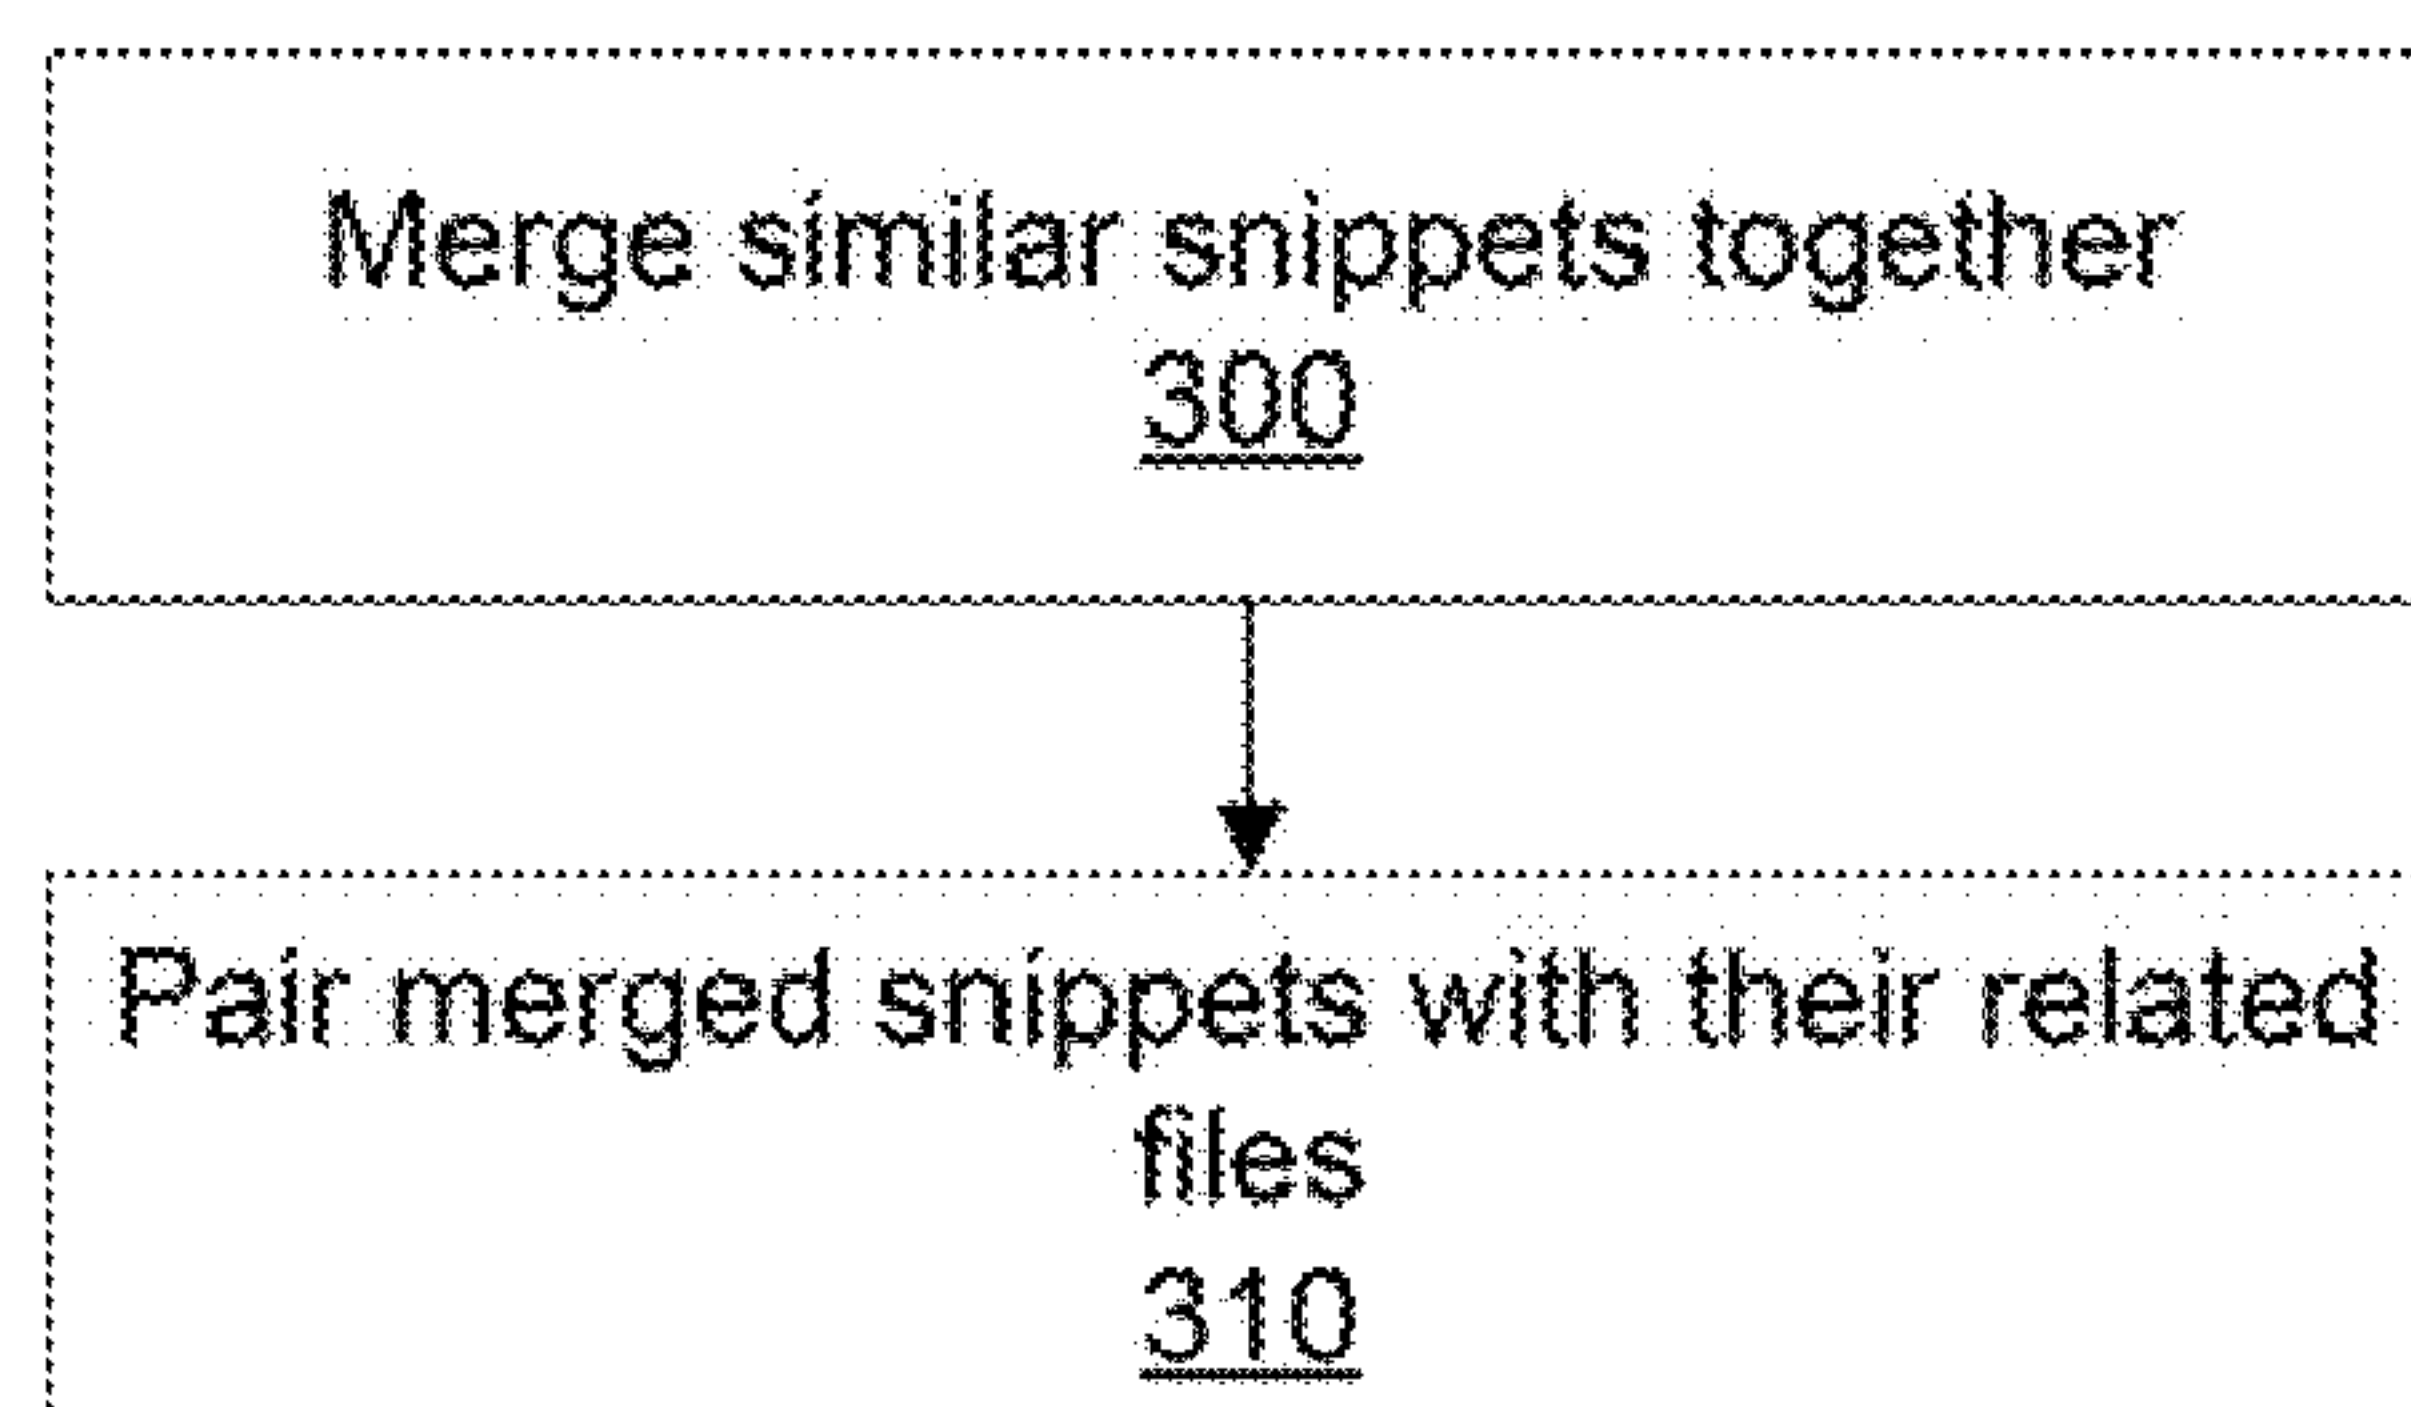 Merge similar snippets together
300
Pair merged snippets with their related
files
310